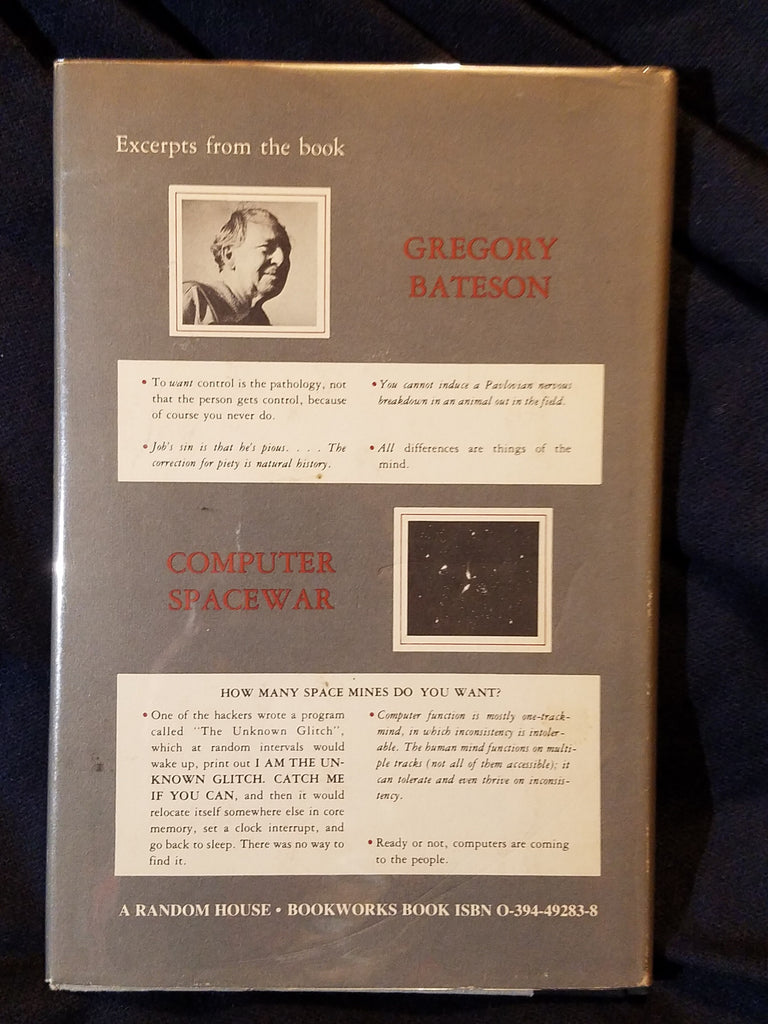 Excerpts from the book
GREGORY
BATESON
• To want control is the pathology, not
that the person gets control, because
of course you never do.
• Job's sin is that he's pious. . . . The
correction for piety is natural history.
• You cannot induce a Pavlovian nervous
breakdown in an animal out in the field.
• All differences are things of the
mind.
COMPUTER
SPACEWAR
HOW MANY SPACE MINES DO YOU WANT?
• One of the hackers wrote a program
called "The Unknown Glitch",
which at random intervals would
wake up, print out I AM THE UN-
KNOWN GLITCH. CATCH ME
IF YOU CAN, and then it would
relocate itself somewhere else in core
memory, set a clock interrupt, and
go back to sleep. There was no way to
find it.
• Computer function is mostly one-track-
mind, in which inconsistency is intoler-
able. The human mind functions on multi-
ple tracks (not all of them accessible); it
can tolerate and even thrive on inconsis-
tency.
• Ready or not, computers are coming
to the people.
A RANDOM HOUSE • BOOKWORKS BOOK ISBN O-394-49283-8